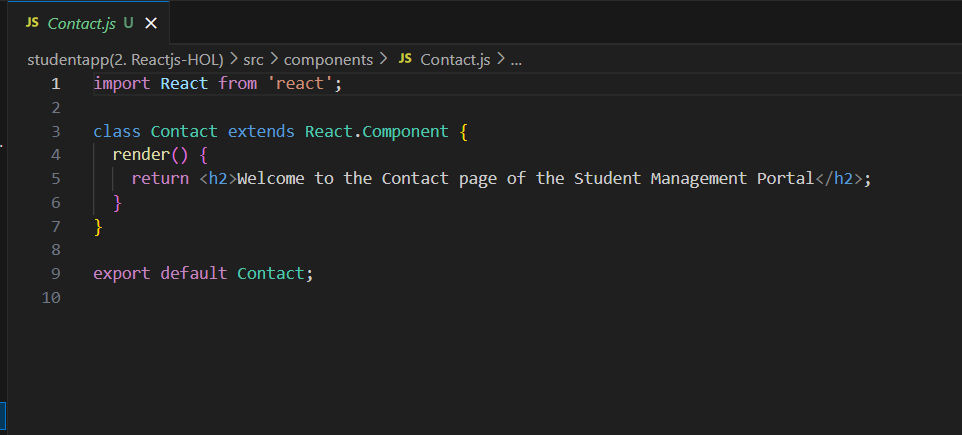 JS Contact.js U ×
studentapp(2. Reactjs-HOL) > src > components > JS Contact.js > ...
1 import React from 'react';
2
3 class Contact extends React.Component {
4 render() {
5 return <h2>Welcome to the Contact page of the Student Management Portal</h2>;
6 }
7 }
8
9 export default Contact;
10